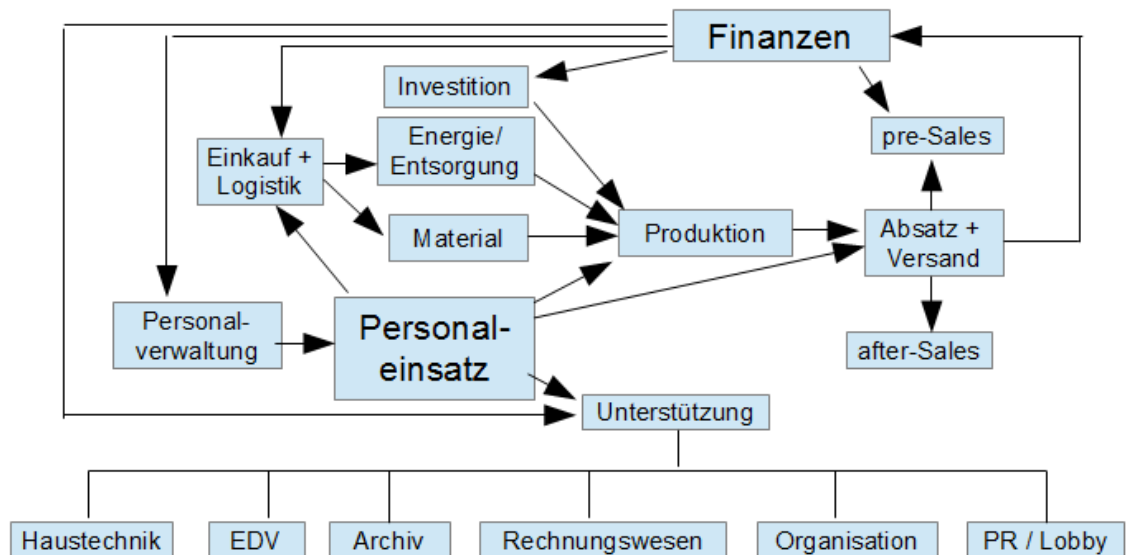 Finanzen
Investition
Energie/
Entsorgung
pre-Sales
Einkauf +
Logistik
Material
Produktion
Absatz +
Versand
Personal-
verwaltung
Personal-
einsatz
after-Sales
Unterstützung
Haustechnik
EDV
Archiv
Rechnungswesen
Organisation
PR / Lobby